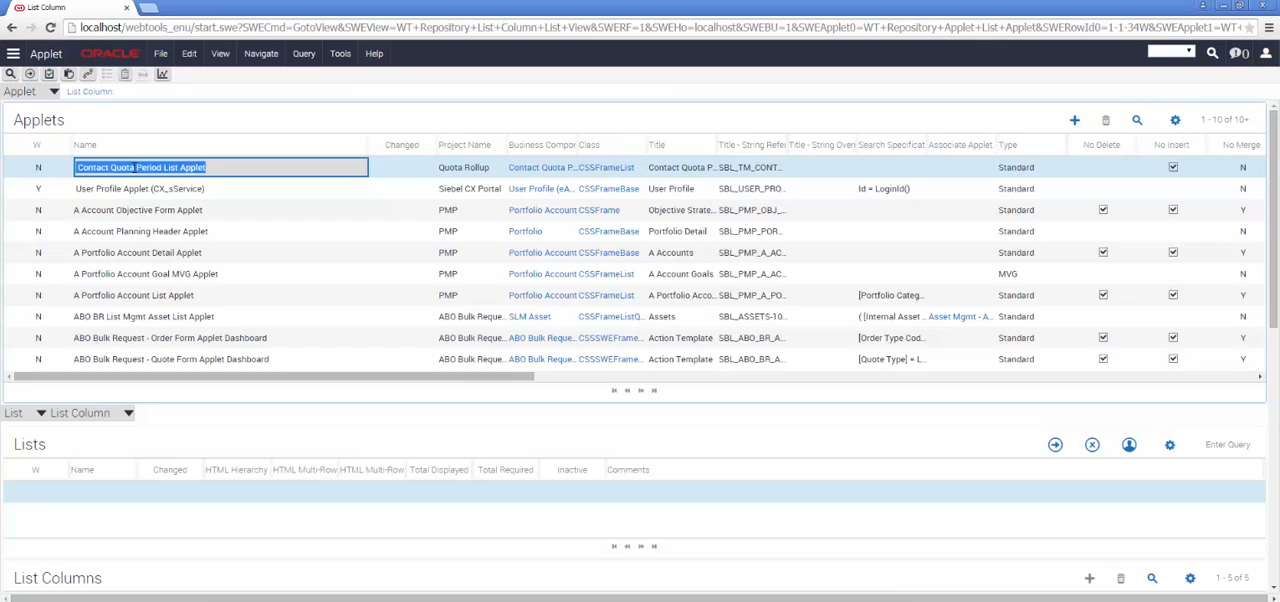 List Column
localhost/webtools_enu/start.swe?SWECmd=GotoView&SWEView=WT+Repository+List+Column+List+View&SWERF=1&SWEHo=localhost&SWEBU=1&SWEApplet0=WT+Repository+Applet+List+Applet&SWERowId0=1-1-34W&SWEApplet1=WT+R
Applet ORACLE File Edit View Navigate Query Tools Help 0
Applet List Column
Applets 1 - 10 of 10+
W Name Changed Project Name Business Compor Class Title Title - String Refer Title - String Over Search Specificat Associate Applet Type No Delete No Insert No Merge
N Contact Quota Period List Applet Quota Rollup Contact Quota P... CSSFrameList Contact Quota P... SBL_TM_CONT... Standard N
Y User Profile Applet (CX_sService) Siebel CX Portal User Profile (eA... CSSFrameBase User Profile SBL_USER_PRO... Id = LoginId() Standard N
N A Account Objective Form Applet PMP Portfolio Account CSSFrame Objective Strate... SBL_PMP_OBJ_... Standard Y
N A Account Planning Header Applet PMP Portfolio CSSFrameBase Portfolio Detail SBL_PMP_POR... Standard N
N A Portfolio Account Detail Applet PMP Portfolio Account CSSFrameBase A Accounts SBL_PMP_A_AC... Standard Y
N A Portfolio Account Goal MVG Applet PMP Portfolio Account CSSFrameList A Account Goals SBL_PMP_A_AC... MVG N
N A Portfolio Account List Applet PMP Portfolio Account CSSFrameList A Portfolio Acco... SBL_PMP_A_PO... [Portfolio Categ... Standard Y
N ABO BR List Mgmt Asset List Applet ABO Bulk Reque... SLM Asset CSSFrameListQ... Assets SBL_ASSETS-10... ( [Internal Asset ... Asset Mgmt - A... Standard N
N ABO Bulk Request - Order Form Applet Dashboard ABO Bulk Reque... ABO Bulk Reque... CSSSWEFrame... Action Template SBL_ABO_BR_A... [Order Type Cod... Standard Y
N ABO Bulk Request - Quote Form Applet Dashboard ABO Bulk Reque... ABO Bulk Reque... CSSSWEFrame... Action Template SBL_ABO_BR_A... [Quote Type] = L... Standard Y
List List Column
Lists Enter Query
W Name Changed HTML Hierarchy HTML Multi-Row HTML Multi-Row Total Displayed Total Required Inactive Comments
List Columns 1 - 5 of 5